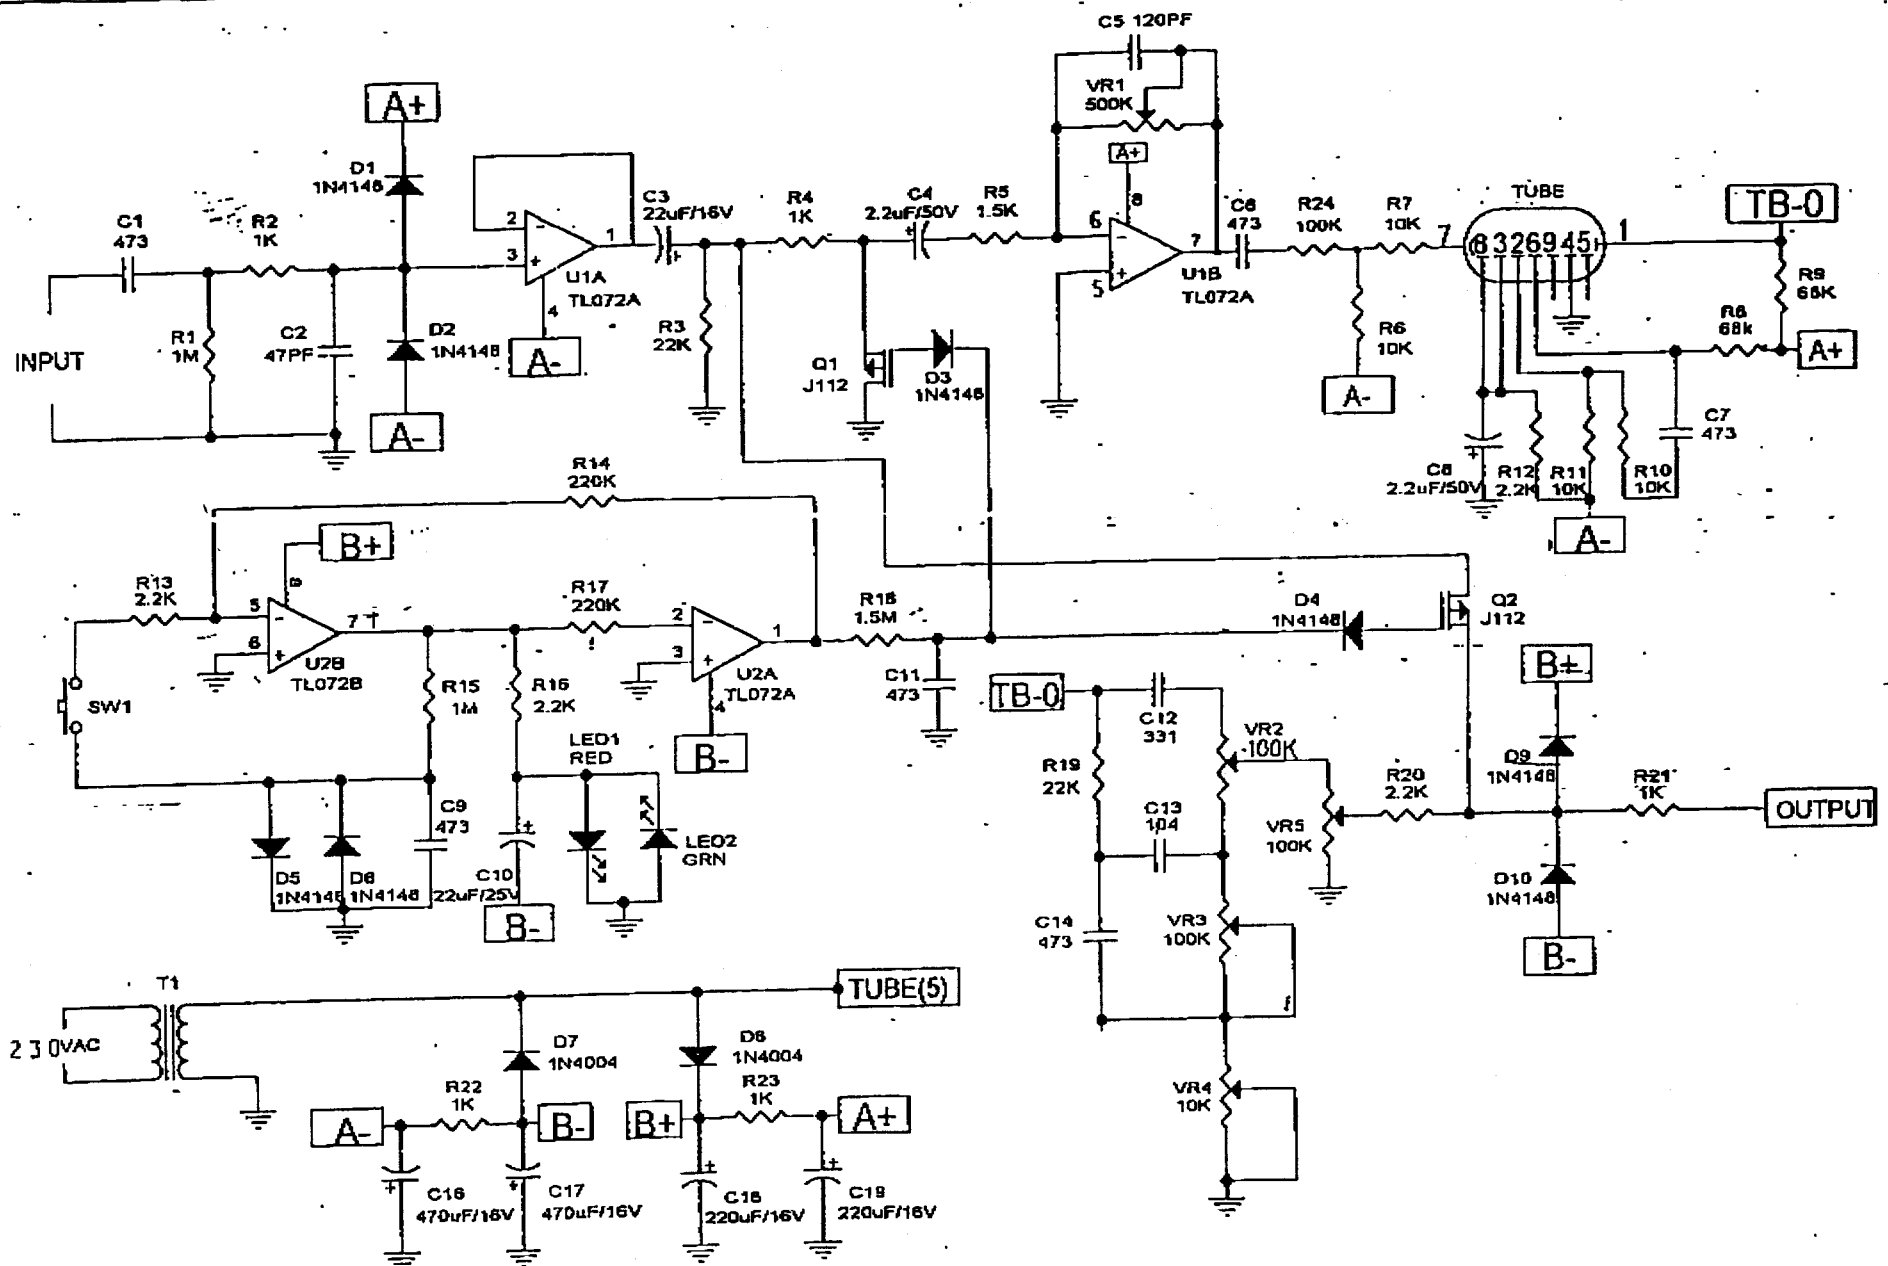 C5 120PF
VR1
500K
A+
D1
1N4148
C1
473
R2
1K
2
3
1
4
U1A
TL072A
C3
22uF/16V
R4
1K
C4
2.2uF/50V
R5
1.5K
A+
8
6
5
7
U1B
TL072A
C6
473
R24
100K
R7
10K
TUBE
7
8 3 2 6 9 4 5
1
TB-0
R9
68K
R8
68k
A+
INPUT
R1
1M
C2
47PF
D2
1N4148
A-
A-
R3
22K
Q1
J112
D3
1N4148
R6
10K
A-
C7
473
C8
2.2uF/50V
R12
2.2K
R11
10K
R10
10K
A-
R14
220K
B+
R13
2.2K
8
5
6
7
U2B
TL072B
R17
220K
2
3
1
4
U2A
TL072A
R18
1.5M
D4
1N4148
Q2
J112
SW1
R15
1M
R16
2.2K
LED1
RED
B-
C11
473
TB-0
C12
331
VR2
100K
B+
D9
1N4148
R19
22K
C13
104
VR5
100K
R20
2.2K
R21
1K
OUTPUT
C9
473
LED2
GRN
D5
1N4148
D6
1N4148
C10
22uF/25V
B-
D10
1N4148
B-
C14
473
VR3
100K
T1
TUBE(5)
230VAC
D7
1N4004
D8
1N4004
R22
1K
R23
1K
A-
B-
B+
A+
VR4
10K
C16
470uF/16V
C17
470uF/16V
C18
220uF/16V
C19
220uF/16V